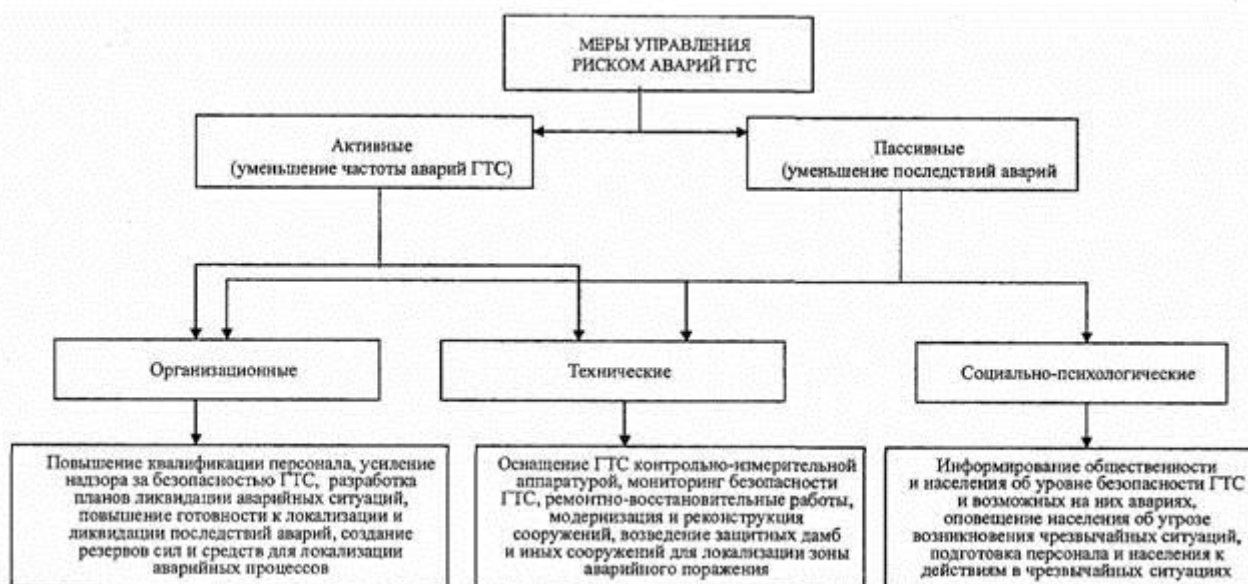 МЕРЫ УПРАВЛЕНИЯ
РИСКОМ АВАРИЙ ГТС
Активные
(уменьшение частоты аварий ГТС)
Пассивные
(уменьшение последствий аварий
Организационные
Технические
Социально-психологические
Повышение квалификации персонала, усиление
надзора за безопасностью ГТС, разработка
планов ликвидации аварийных ситуаций,
повышение готовности к локализации и
ликвидации последствий аварий, создание
резервов сил и средств для локализации
аварийных процессов
Оснащение ГТС контрольно-измерительной
аппаратурой, мониторинг безопасности
ГТС, ремонтно-восстановительные работы,
модернизация и реконструкция
сооружений, возведение защитных дамб
и иных сооружений для локализации зоны
аварийного поражения
Информирование общественности
и населения об уровне безопасности ГТС
и возможных на них авариях,
оповещение населения об угрозе
возникновения чрезвычайных ситуаций,
подготовка персонала и населения к
действиям в чрезвычайных ситуациях